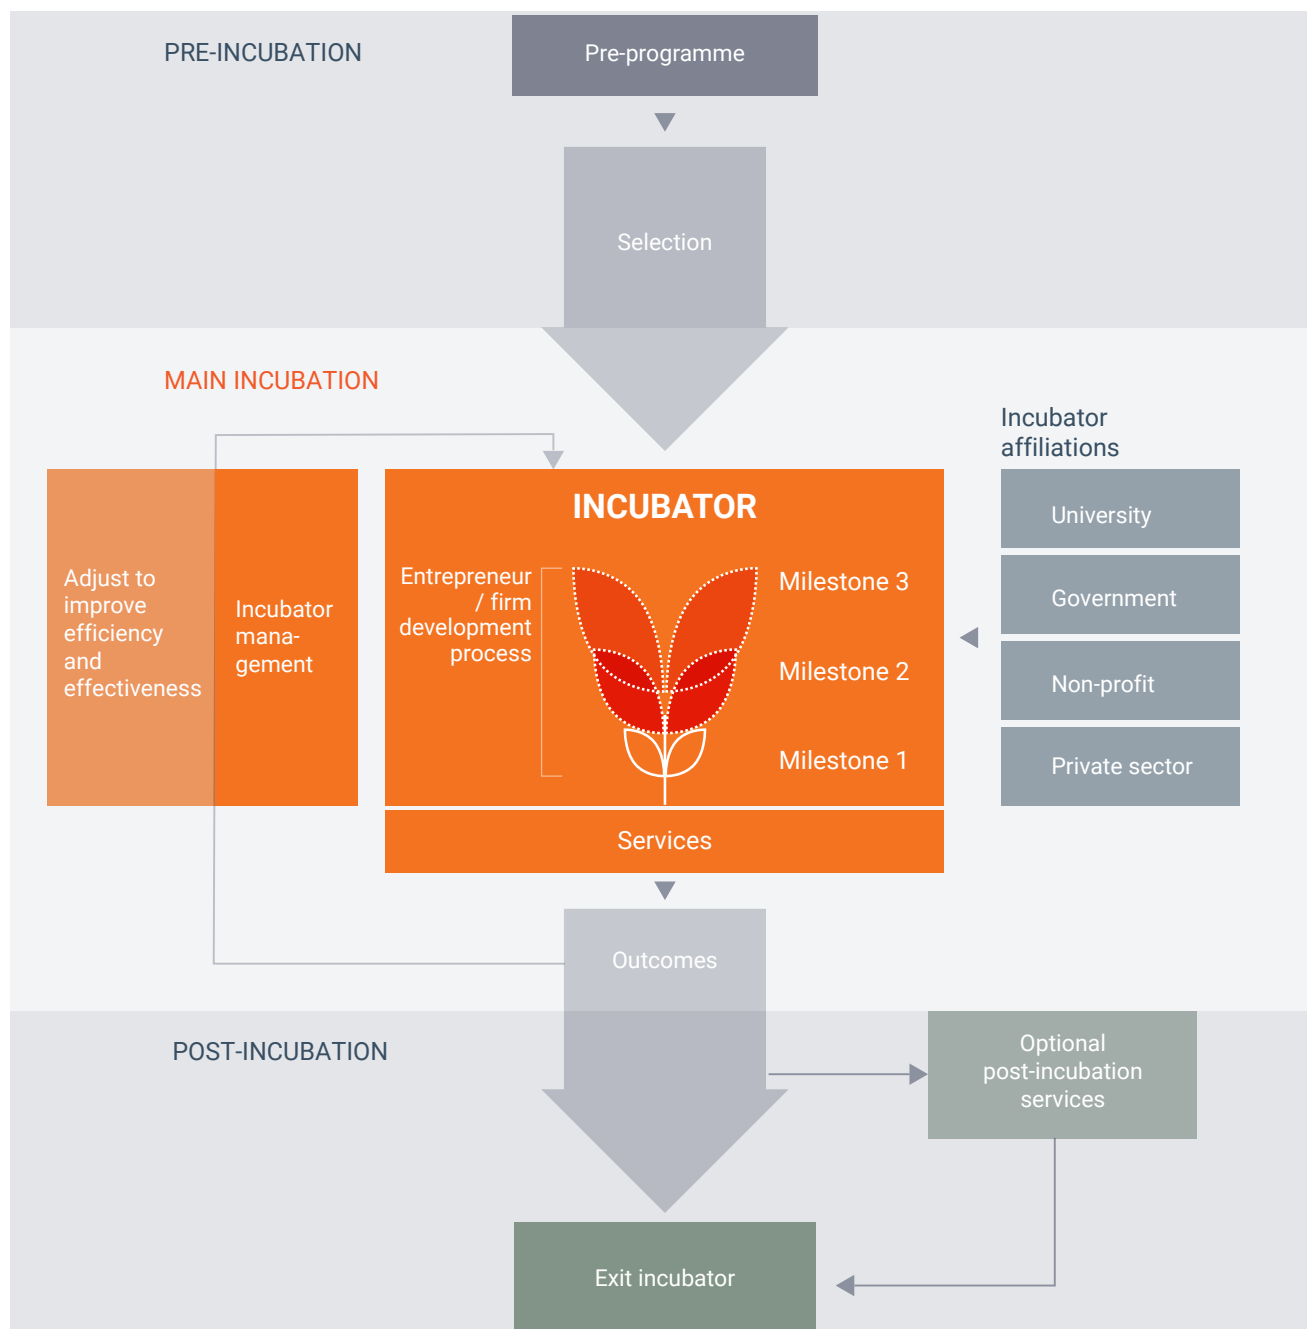 PRE-INCUBATION
Pre-programme
Selection
MAIN INCUBATION
Incubator
affiliations
Adjust to
improve
efficiency
and
effectiveness
Incubator
mana-
gement
INCUBATOR
Entrepreneur
/ firm
development
process
Milestone 3
Milestone 2
Milestone 1
Services
University
Government
Non-profit
Private sector
Outcomes
POST-INCUBATION
Optional
post-incubation
services
Exit incubator